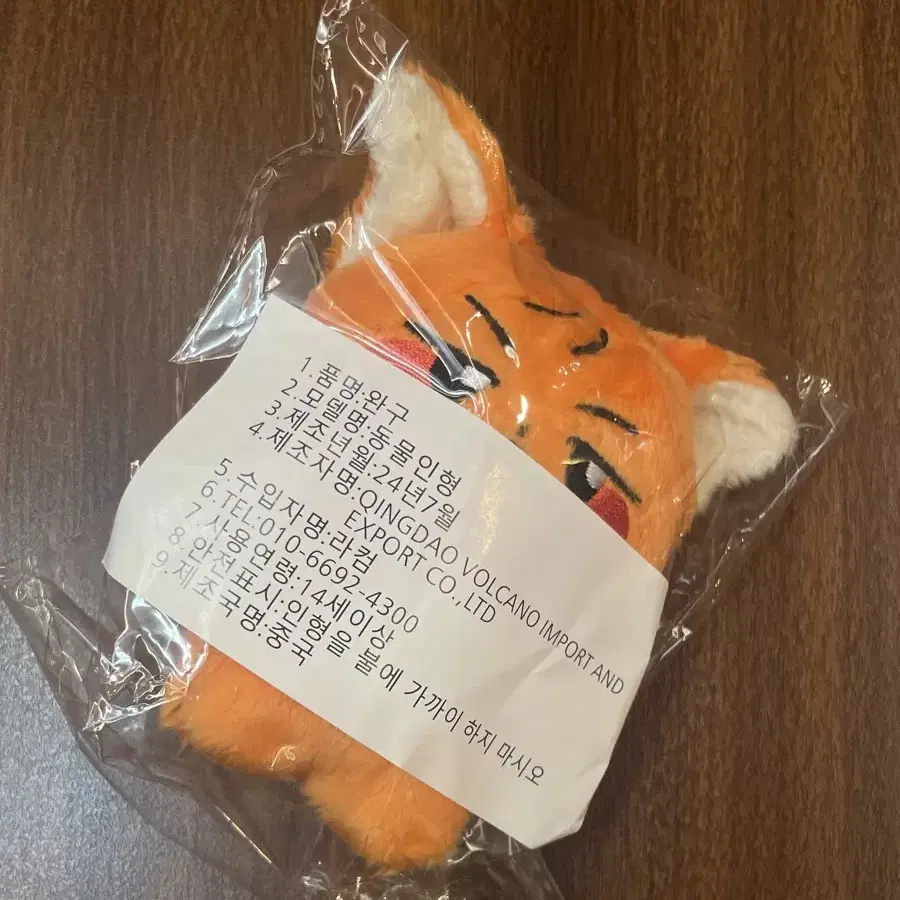 1.품명:완구
2.모델명:동물인형
3.제조년월:24년7월
4.제조자명:QINGDAO VOLCANO IMPORT AND
EXPORT CO.,LTD
5.수입자명:라컴
6.TEL:010-6692-4300
7.사용연령:14세이상
8.안전표시:인형을 불에 가까이 하지 마시오
9.제조국명:중국